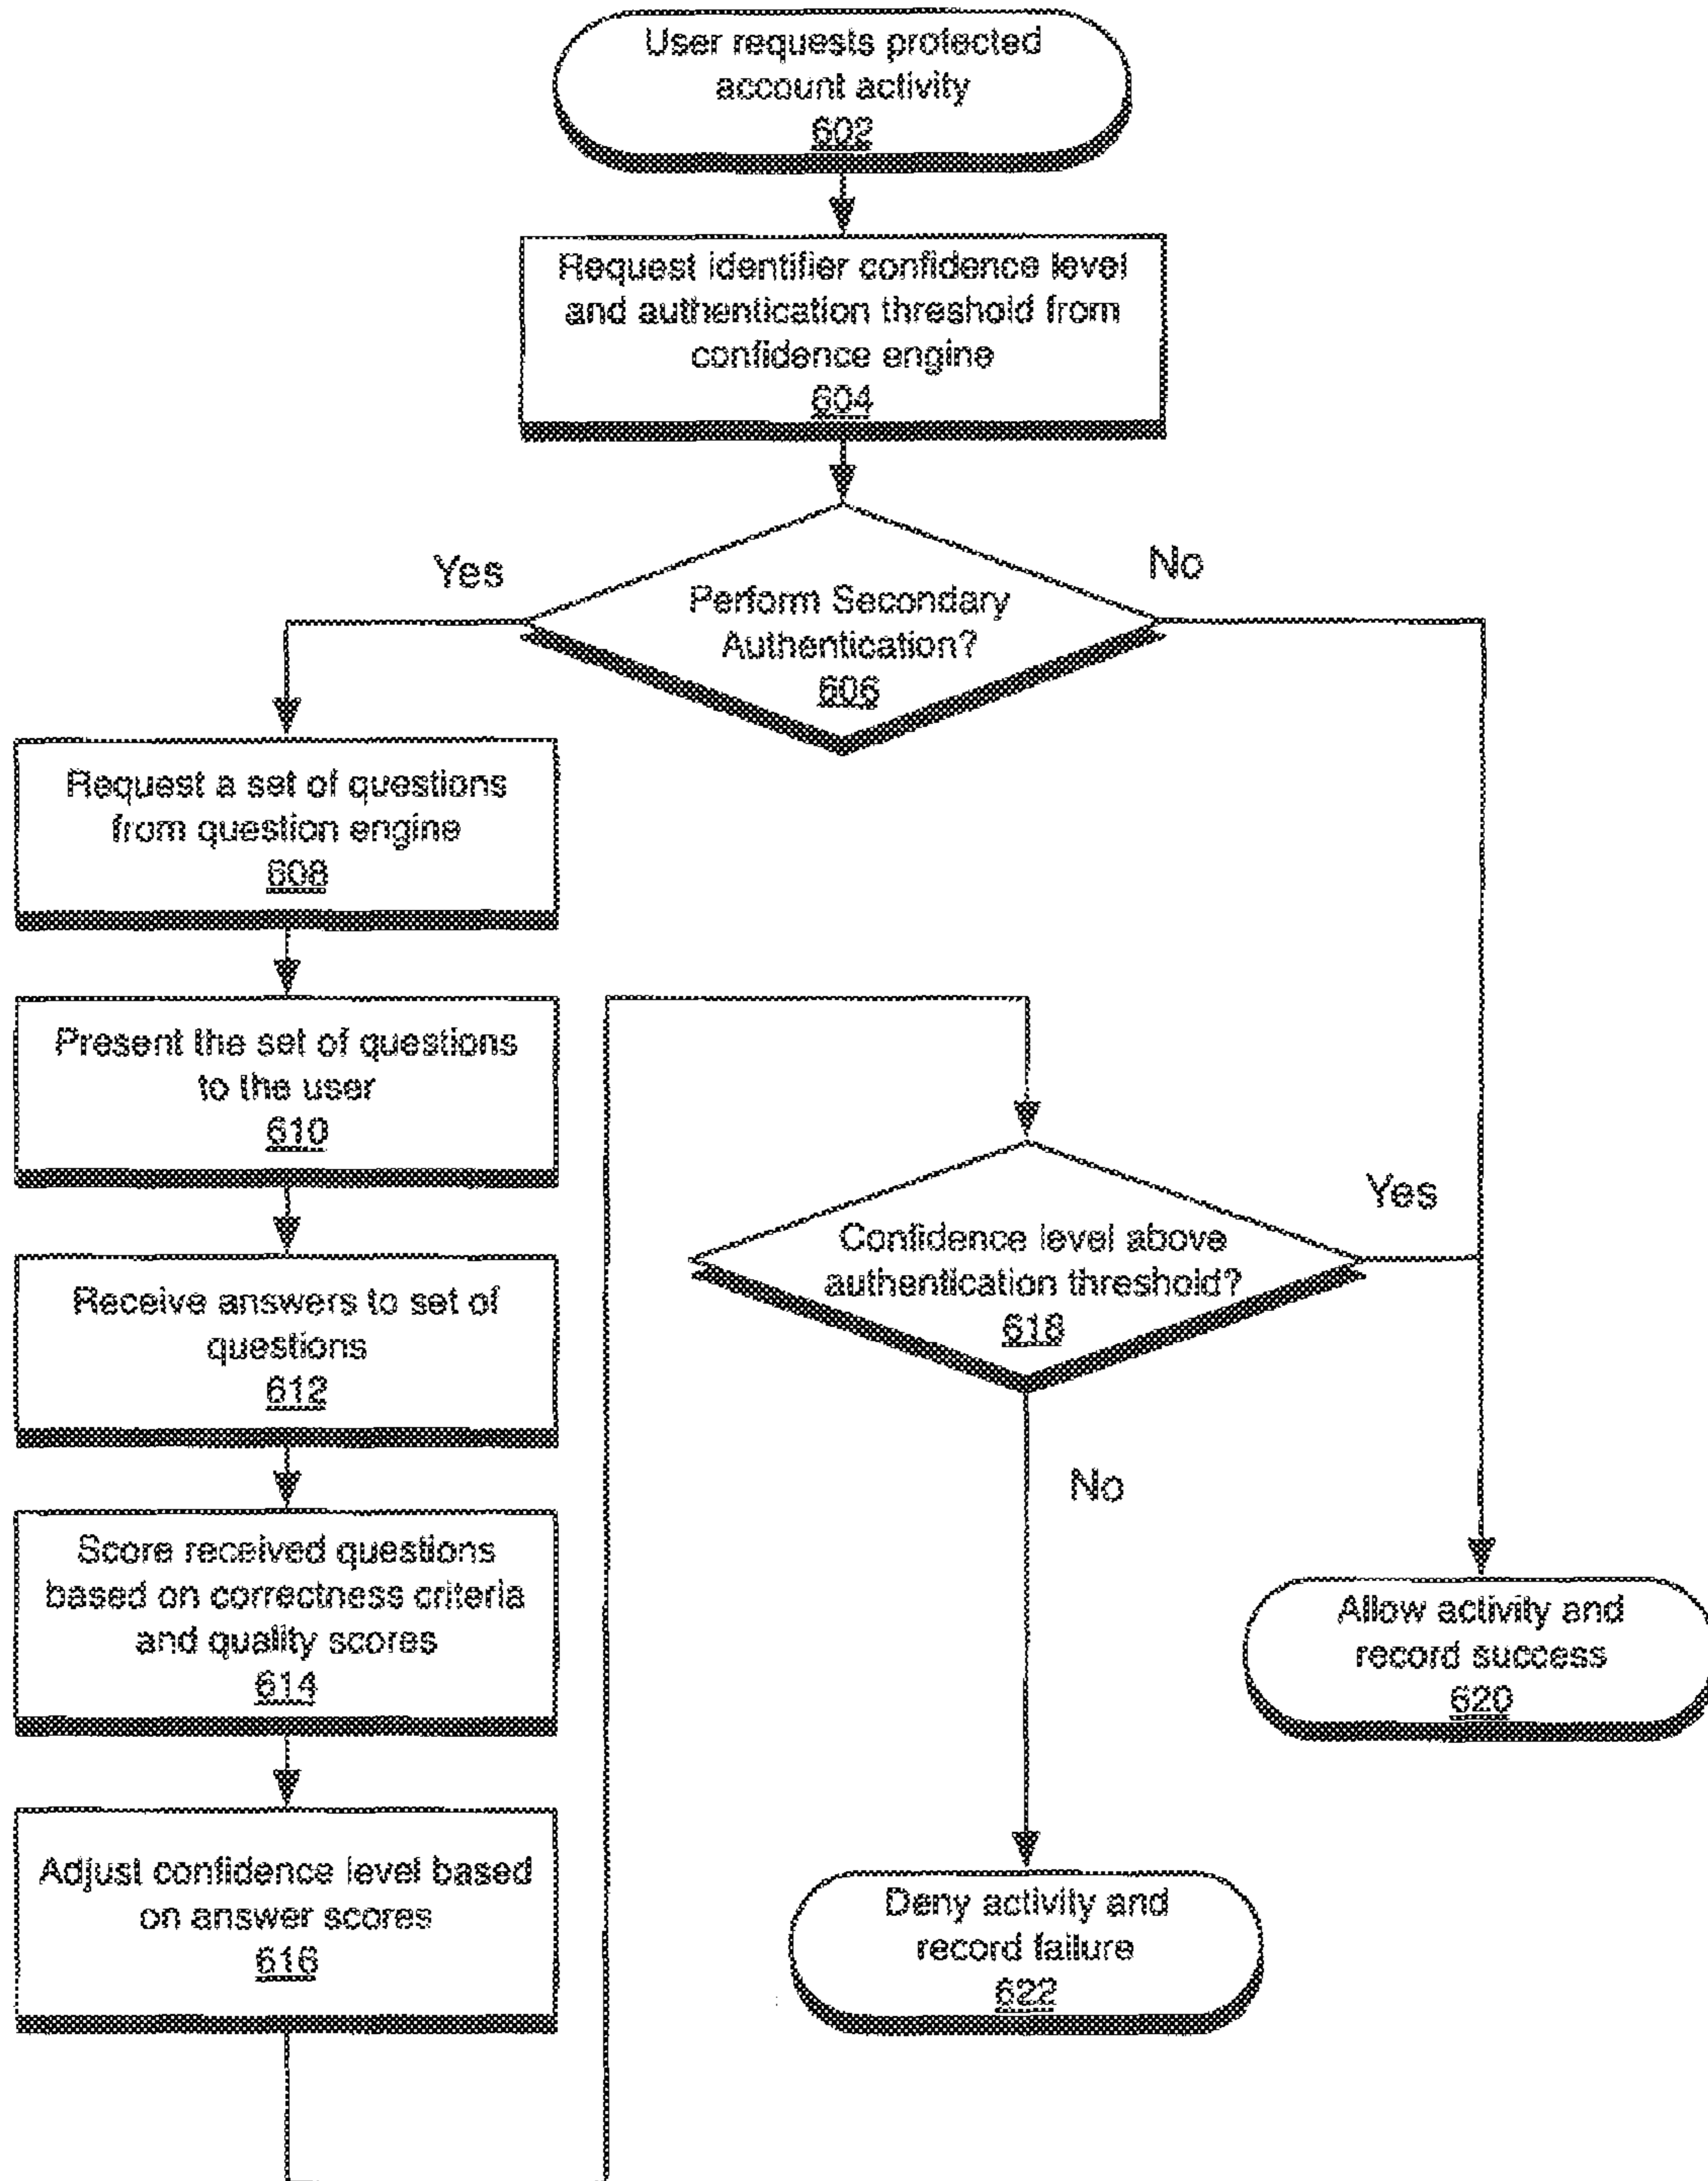 User requests protected
account activity
602
Request identifier confidence level
and authentication threshold from
confidence engine
604
Yes
No
Perform Secondary
Authentication?
606
Request a set of questions
from question engine
608
Present the set of questions
to the user
610
Receive answers to set of
questions
612
Score received questions
based on correctness criteria
and quality scores
614
Adjust confidence level based
on answer scores
616
Confidence level above
authentication threshold?
618
Yes
No
Allow activity and
record success
620
Deny activity and
record failure
622